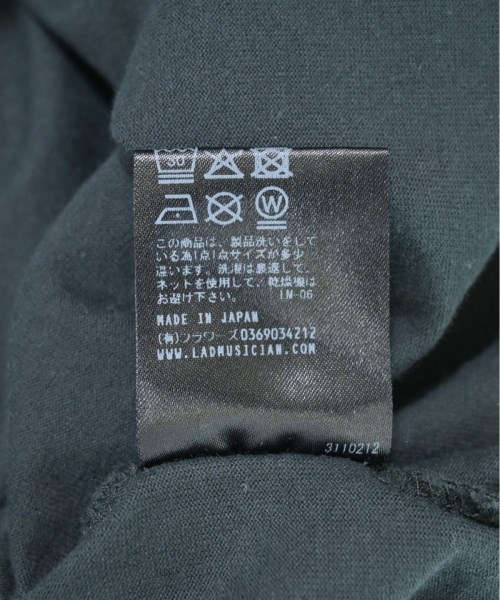 30
W
この商品は、製品洗いをして
いる為1点1点サイズが多少
違います。洗濯は裏返して、
ネットを使用して、乾燥機は
お避け下さい。 LM-06
MADE IN JAPAN
(有)フラワーズ0369034212
WWW.LADMUSICIAN.COM
3110212